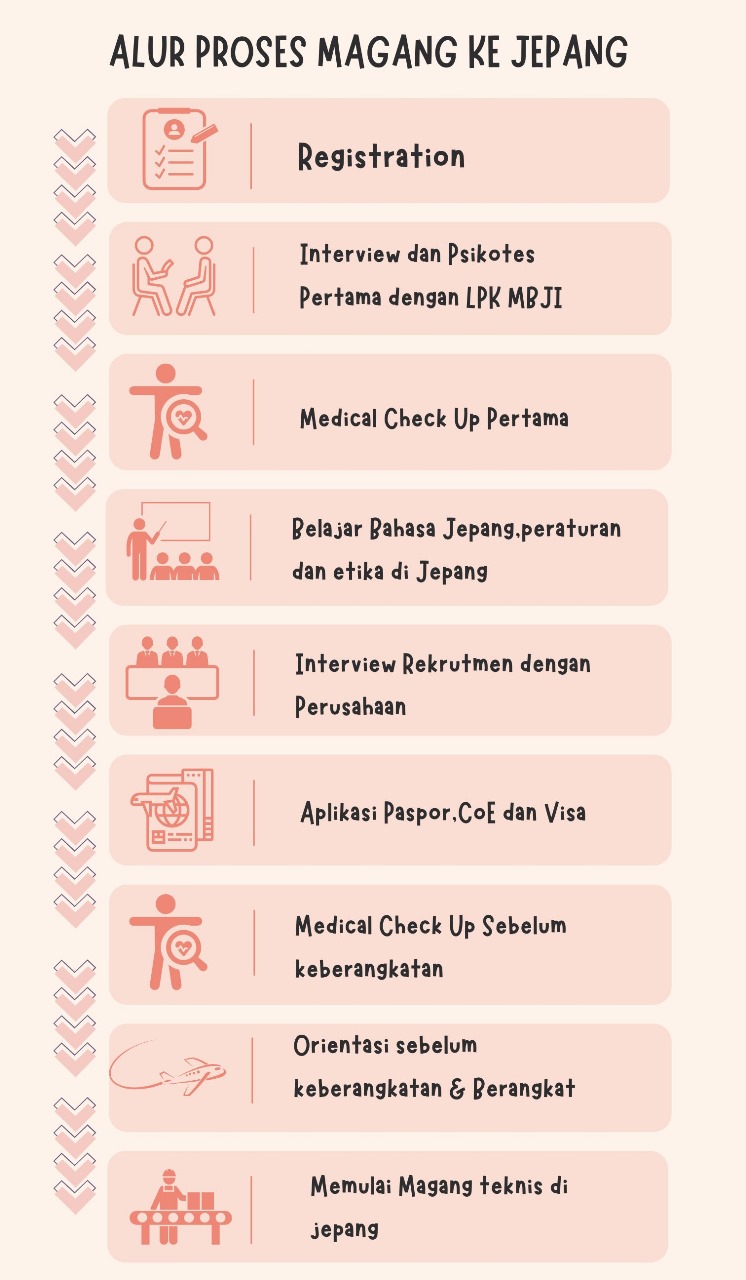 ALUR PROSES MAGANG KE JEPANG
Registration
Interview dan Psikotes
Pertama dengan LPK MBJI
Medical Check Up Pertama
Belajar Bahasa Jepang,peraturan
dan etika di Jepang
Interview Rekrutmen dengan
Perusahaan
Aplikasi Paspor,CoE dan Visa
Medical Check Up Sebelum
keberangkatan
Orientasi sebelum
keberangkatan & Berangkat
Memulai Magang teknis di
jepang